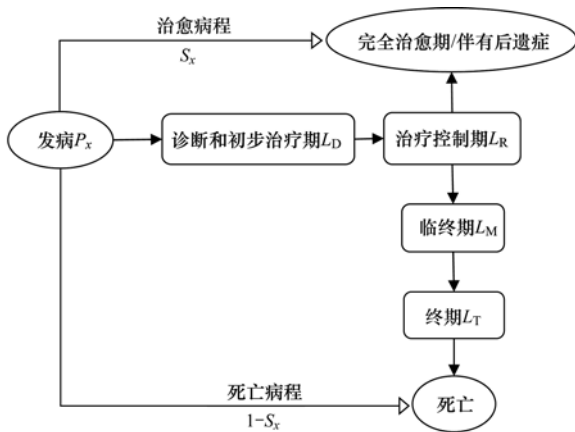 治愈病程
Sx
完全治愈期/伴有后遗症
发病Px
诊断和初步治疗期LD
治疗控制期LR
临终期LM
终期LT
死亡病程
1-Sx
死亡